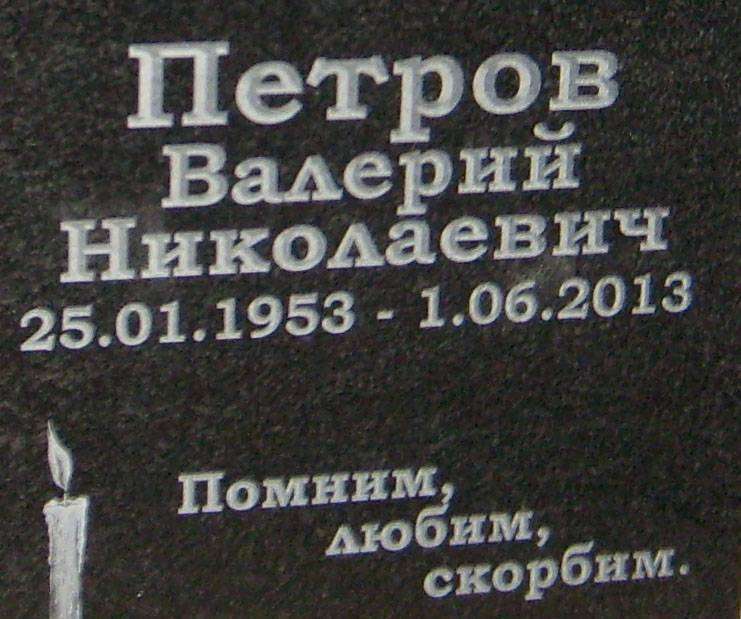 Петров
Валерий
Николаевич
25.01.1953 - 1.06.2013
Помним,
любим,
скорбим.